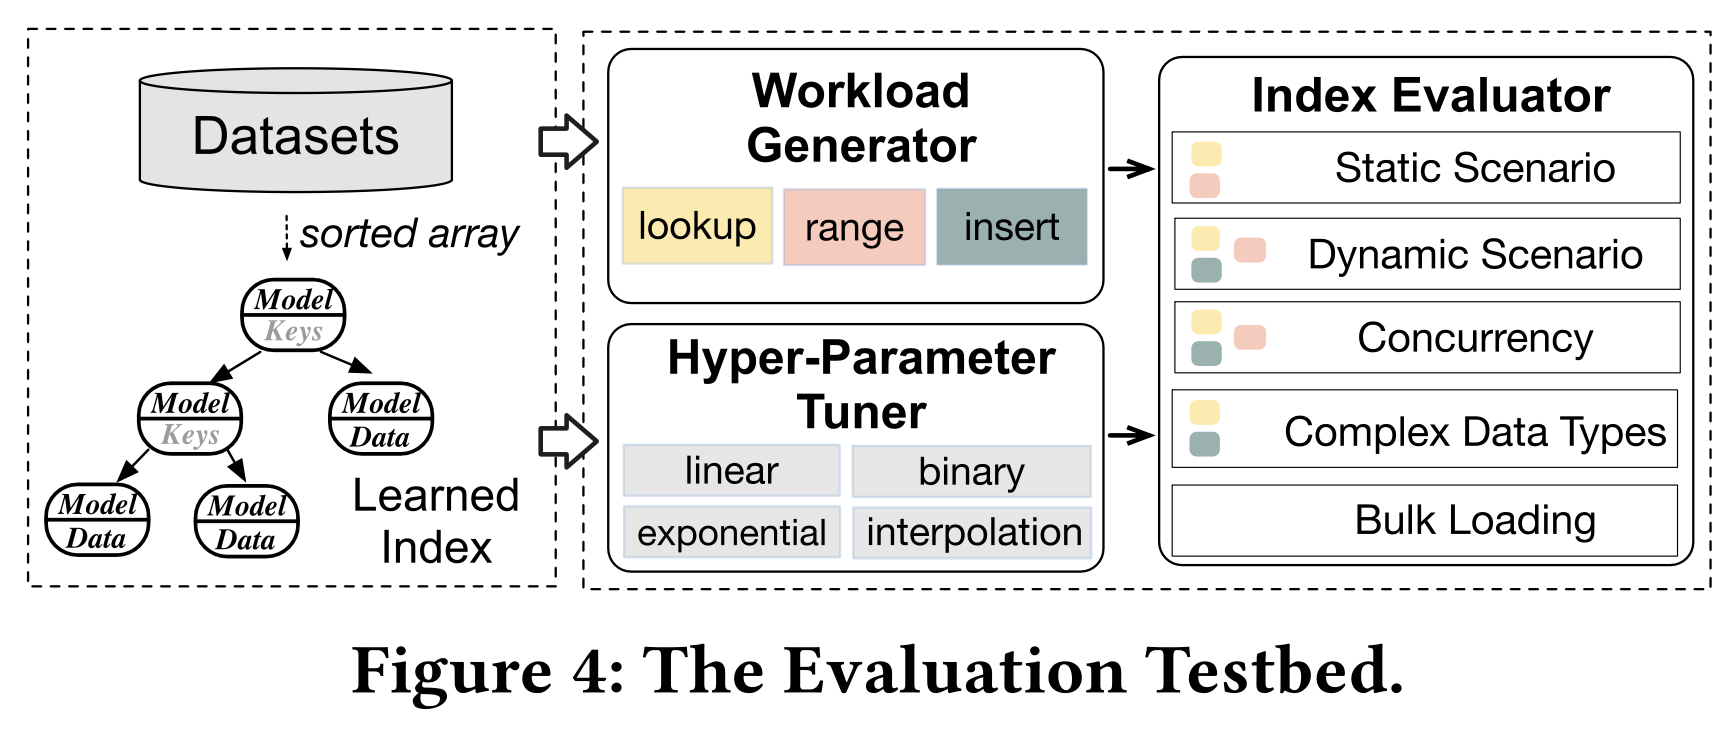 Datasets
sorted array
Model
Keys
Model
Keys
Model
Data
Model
Data
Model
Data
Learned
Index
Workload
Generator
lookup
range
insert
Hyper-Parameter
Tuner
linear
binary
exponential
interpolation
Index Evaluator
Static Scenario
Dynamic Scenario
Concurrency
Complex Data Types
Bulk Loading
Figure 4: The Evaluation Testbed.